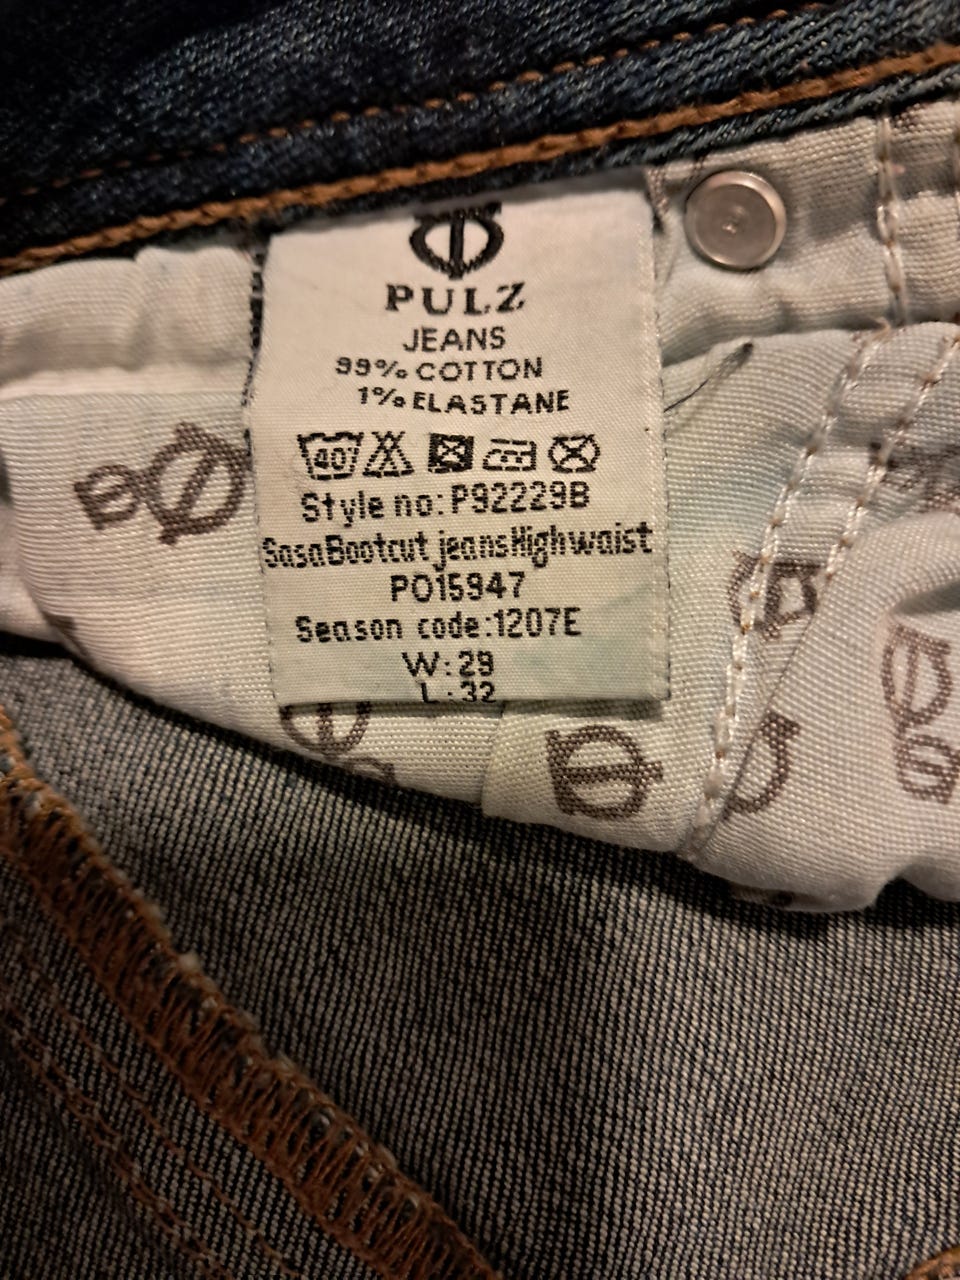 PULZ
JEANS
99% COTTON
1% ELASTANE
40
Style no: P92229B
SasaBootcut jeansHighwaist
PO15947
Season code:1207E
W: 29
L: 32